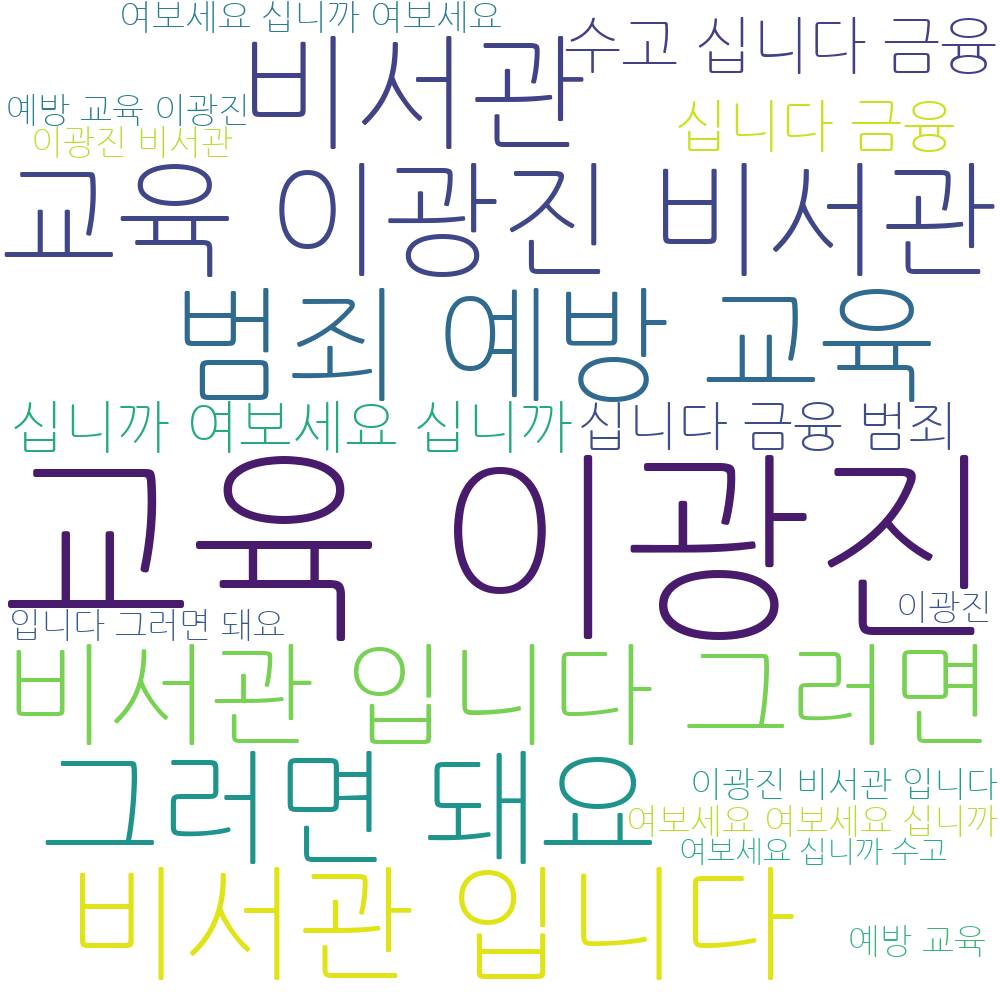 여보세요 십니까 여보세요
수고 십니다 금융
비서관
예방 교육 이광진
십니다 금융
이광진 비서관
교육 이광진 비서관
범죄 예방 교육
십니까 여보세요 십니까
십니다 금융 범죄
교육 이광진
이광진
입니다 그러면 돼요
비서관 입니다 그러면
그러면 돼요
이광진 비서관 입니다
여보세요 여보세요 십니까
여보세요 십니까 수고
비서관 입니다
예방 교육